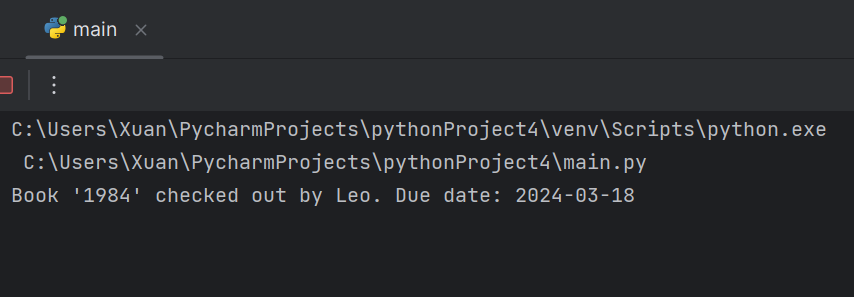 main
C:\Users\Xuan\PycharmProjects\pythonProject4\venv\Scripts\python.exe
C:\Users\Xuan\PycharmProjects\pythonProject4\main.py
Book '1984' checked out by Leo. Due date: 2024-03-18